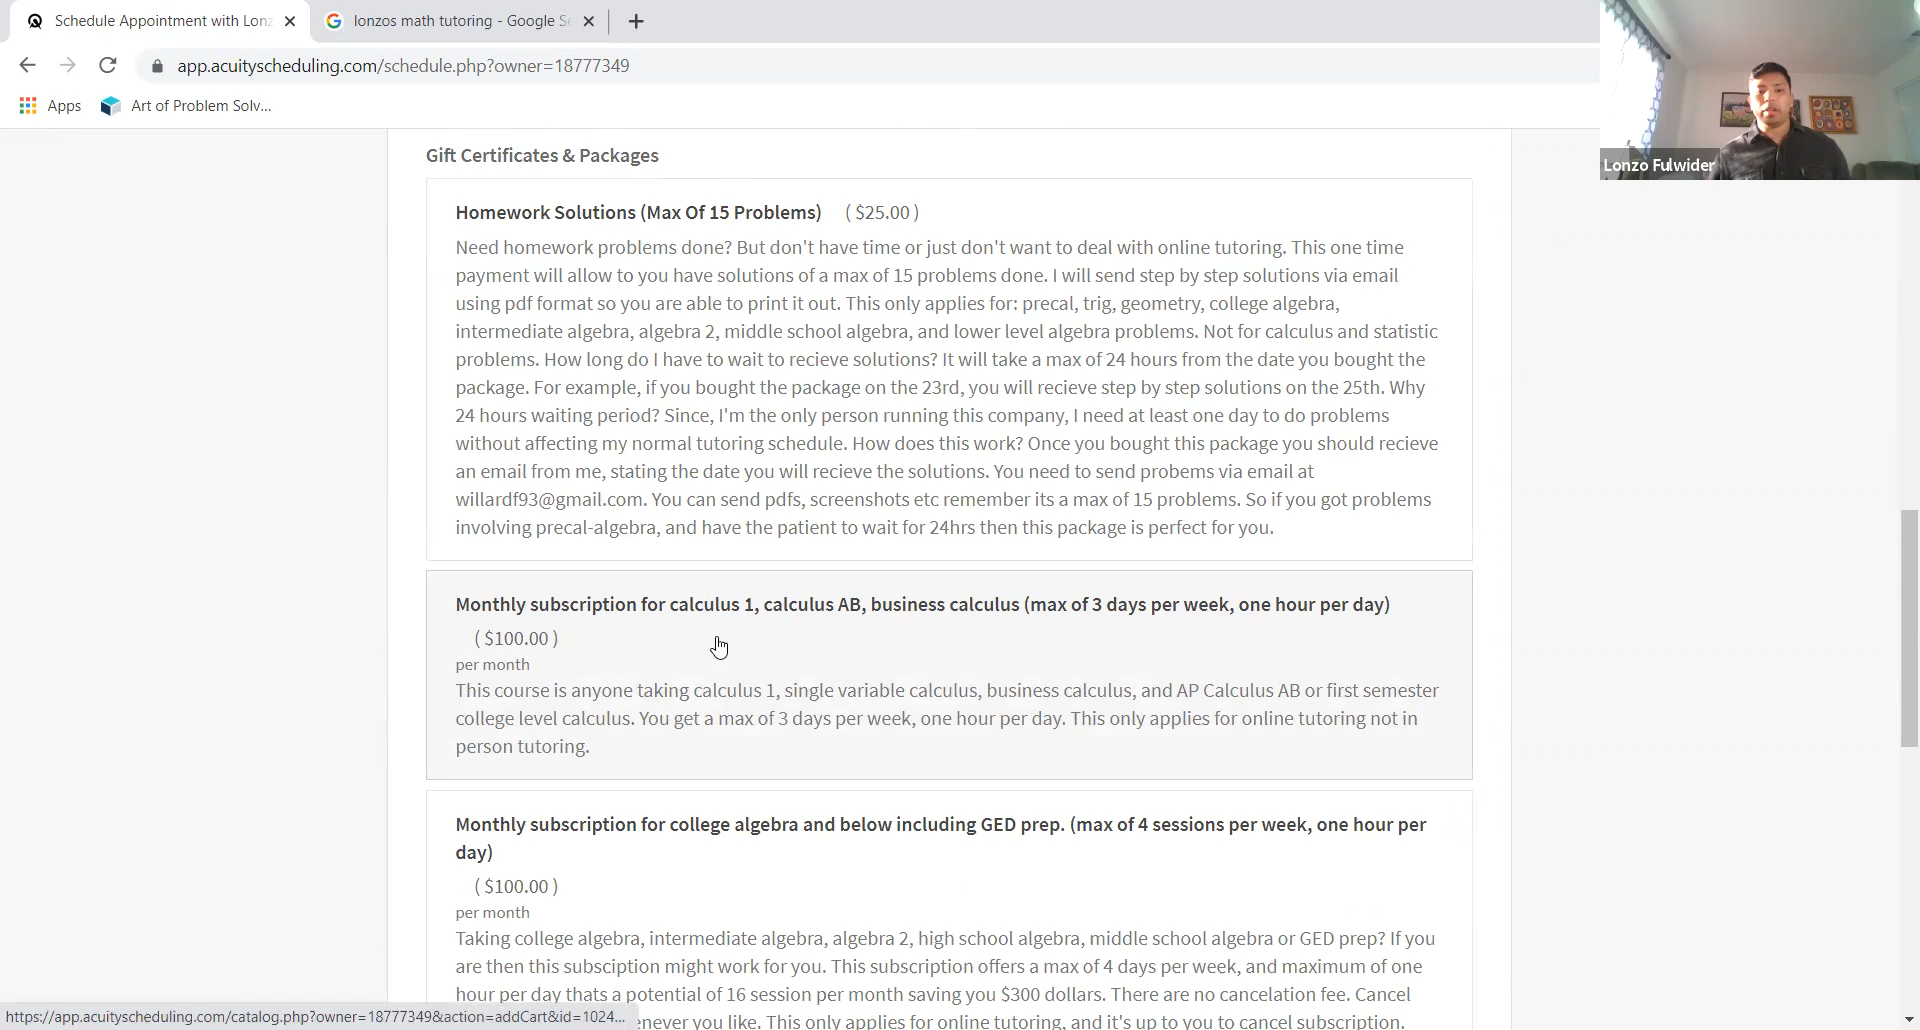 Schedule Appointment with Lonz
lonzos math tutoring - Google Se
app.acuityscheduling.com/schedule.php?owner=18777349
Apps
Art of Problem Solv...
Lonzo Fulwider
Gift Certificates & Packages
Homework Solutions (Max Of 15 Problems) ( $25.00 )
Need homework problems done? But don't have time or just don't want to deal with online tutoring. This one time
payment will allow to you have solutions of a max of 15 problems done. I will send step by step solutions via email
using pdf format so you are able to print it out. This only applies for: precal, trig, geometry, college algebra,
intermediate algebra, algebra 2, middle school algebra, and lower level algebra problems. Not for calculus and statistic
problems. How long do I have to wait to recieve solutions? It will take a max of 24 hours from the date you bought the
package. For example, if you bought the package on the 23rd, you will recieve step by step solutions on the 25th. Why
24 hours waiting period? Since, I'm the only person running this company, I need at least one day to do problems
without affecting my normal tutoring schedule. How does this work? Once you bought this package you should recieve
an email from me, stating the date you will recieve the solutions. You need to send probems via email at
willardf93@gmail.com. You can send pdfs, screenshots etc remember its a max of 15 problems. So if you got problems
involving precal-algebra, and have the patient to wait for 24hrs then this package is perfect for you.
Monthly subscription for calculus 1, calculus AB, business calculus (max of 3 days per week, one hour per day)
( $100.00 )
per month
This course is anyone taking calculus 1, single variable calculus, business calculus, and AP Calculus AB or first semester
college level calculus. You get a max of 3 days per week, one hour per day. This only applies for online tutoring not in
person tutoring.
Monthly subscription for college algebra and below including GED prep. (max of 4 sessions per week, one hour per
day)
( $100.00 )
per month
Taking college algebra, intermediate algebra, algebra 2, high school algebra, middle school algebra or GED prep? If you
are then this subsciption might work for you. This subscription offers a max of 4 days per week, and maximum of one
hour per day thats a potential of 16 session per month saving you $300 dollars. There are no cancelation fee. Cancel
enever you like. This only applies for online tutoring, and it's up to you to cancel subscription.
https://app.acuityscheduling.com/catalog.php?owner=18777349&action=addCart&id=1024...